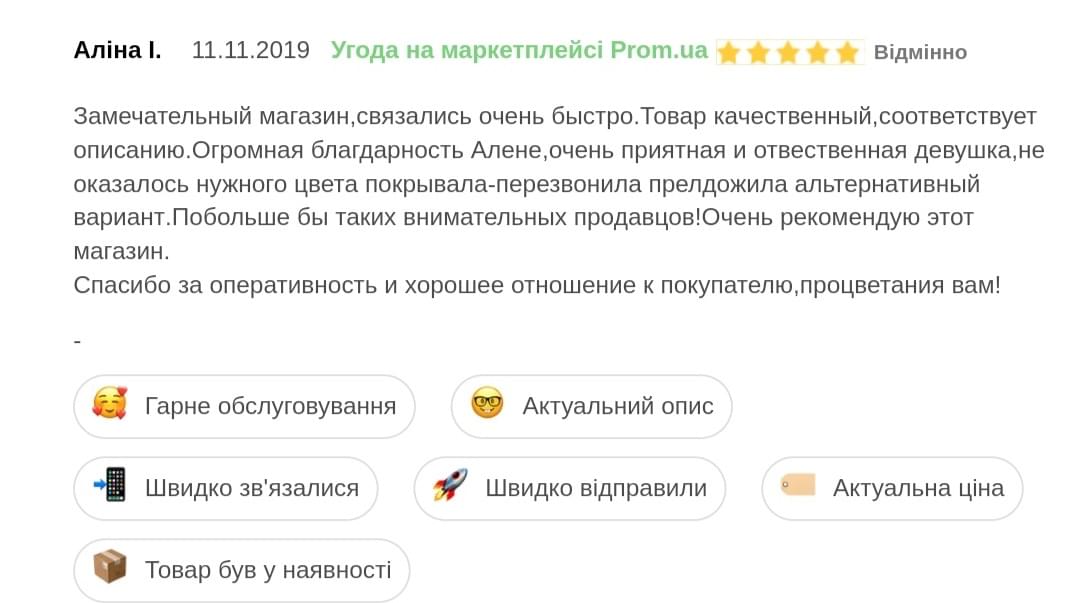 Аліна І. 11.11.2019 Угода на маркетплейсі Prom.ua Відмінно
Замечательный магазин,связались очень быстро.Товар качественный,соответствует
описанию.Огромная благдарность Алене,очень приятная и отвественная девушка,не
оказалось нужного цвета покрывала-перезвонила прелдожила альтернативный
вариант.Побольше бы таких внимательных продавцов!Очень рекомендую этот
магазин.
Спасибо за оперативность и хорошее отношение к покупателю,процветания вам!
-
Гарне обслуговування Актуальний опис
Швидко зв'язалися Швидко відправили Актуальна ціна
Товар був у наявності